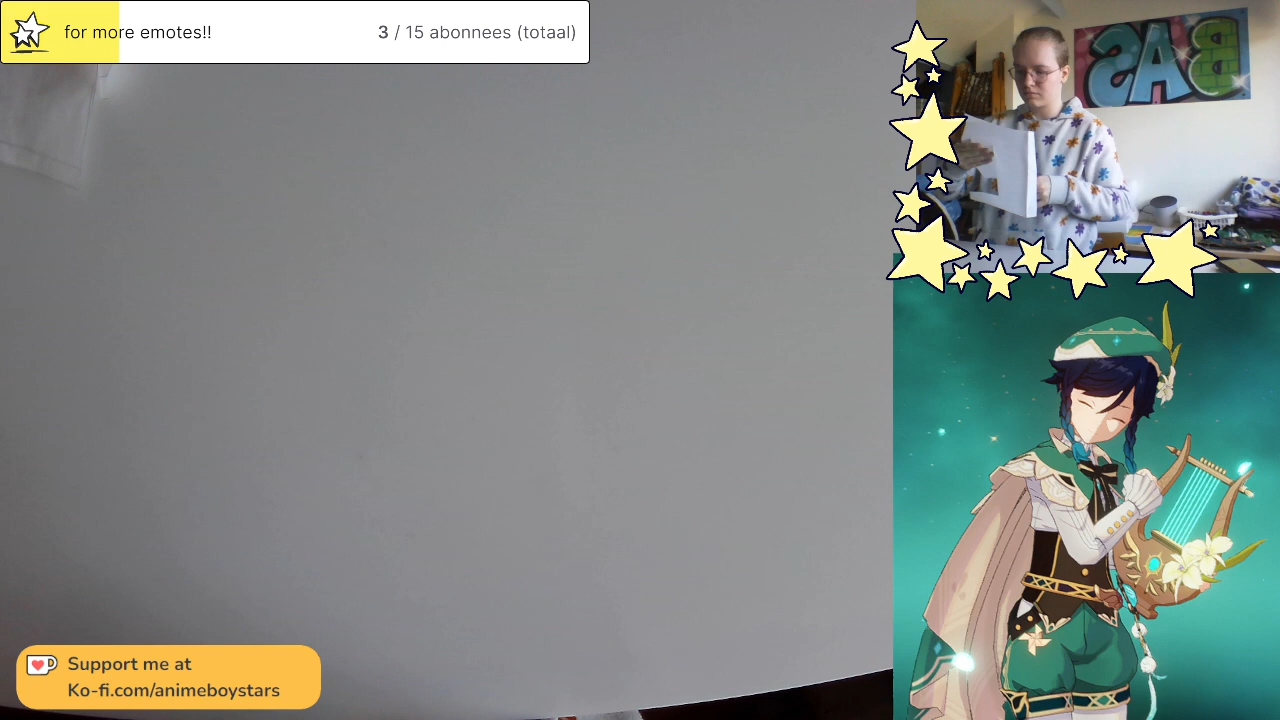 for more emotes!!
3 / 15 abonnees (totaal)
BAS
Support me at
Ko-fi.com/animeboystars